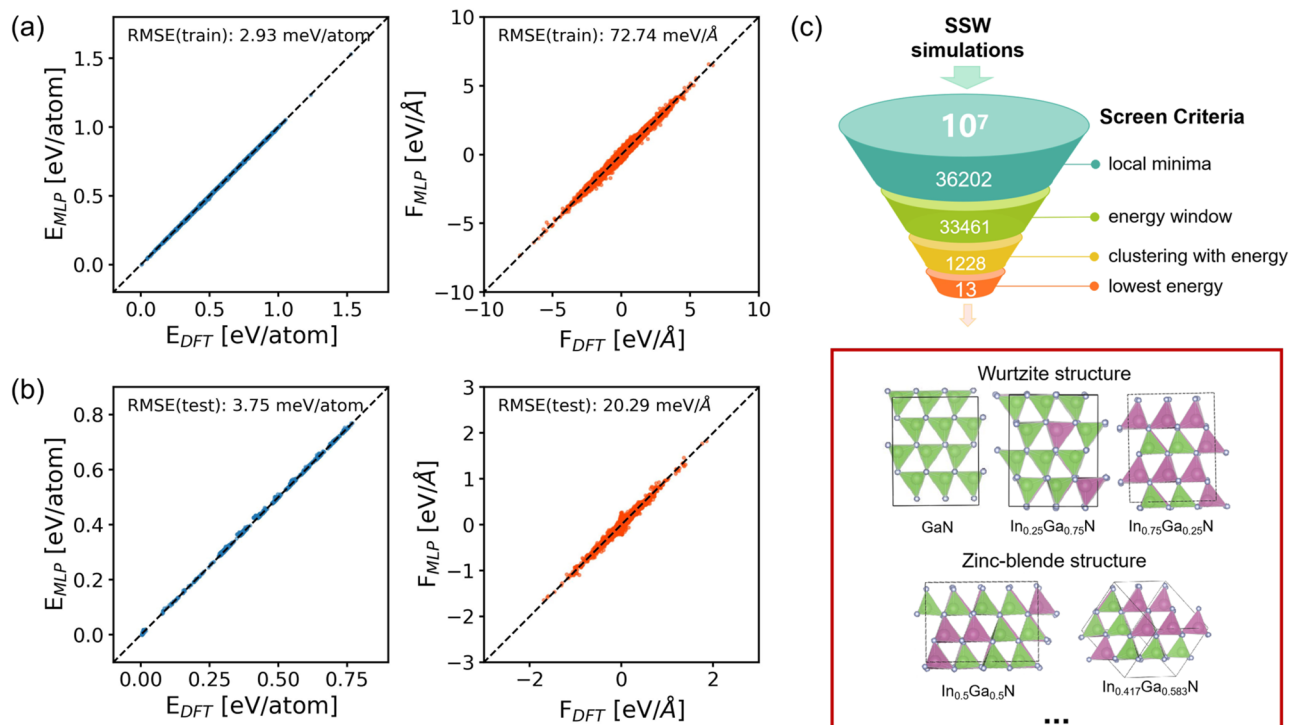 (a)
RMSE(train): 2.93 meV/atom
E_MLP [eV/atom]
1.5
1.0
0.5
0.0
0.0 0.5 1.0 1.5
E_DFT [eV/atom]
RMSE(train): 72.74 meV/Å
F_MLP [eV/Å]
10
5
0
−5
−10
−10 −5 0 5 10
F_DFT [eV/Å]
(b)
RMSE(test): 3.75 meV/atom
E_MLP [eV/atom]
0.8
0.6
0.4
0.2
0.0
0.00 0.25 0.50 0.75
E_DFT [eV/atom]
RMSE(test): 20.29 meV/Å
F_MLP [eV/Å]
3
2
1
0
−1
−2
−3
−2 0 2
F_DFT [eV/Å]
(c)
SSW
simulations
10⁷
Screen Criteria
36202
local minima
33461
energy window
1228
clustering with energy
13
lowest energy
Wurtzite structure
GaN
In₀.₂₅Ga₀.₇₅N
In₀.₇₅Ga₀.₂₅N
Zinc-blende structure
In₀.₅Ga₀.₅N
In₀.₄₁₇Ga₀.₅₈₃N
...